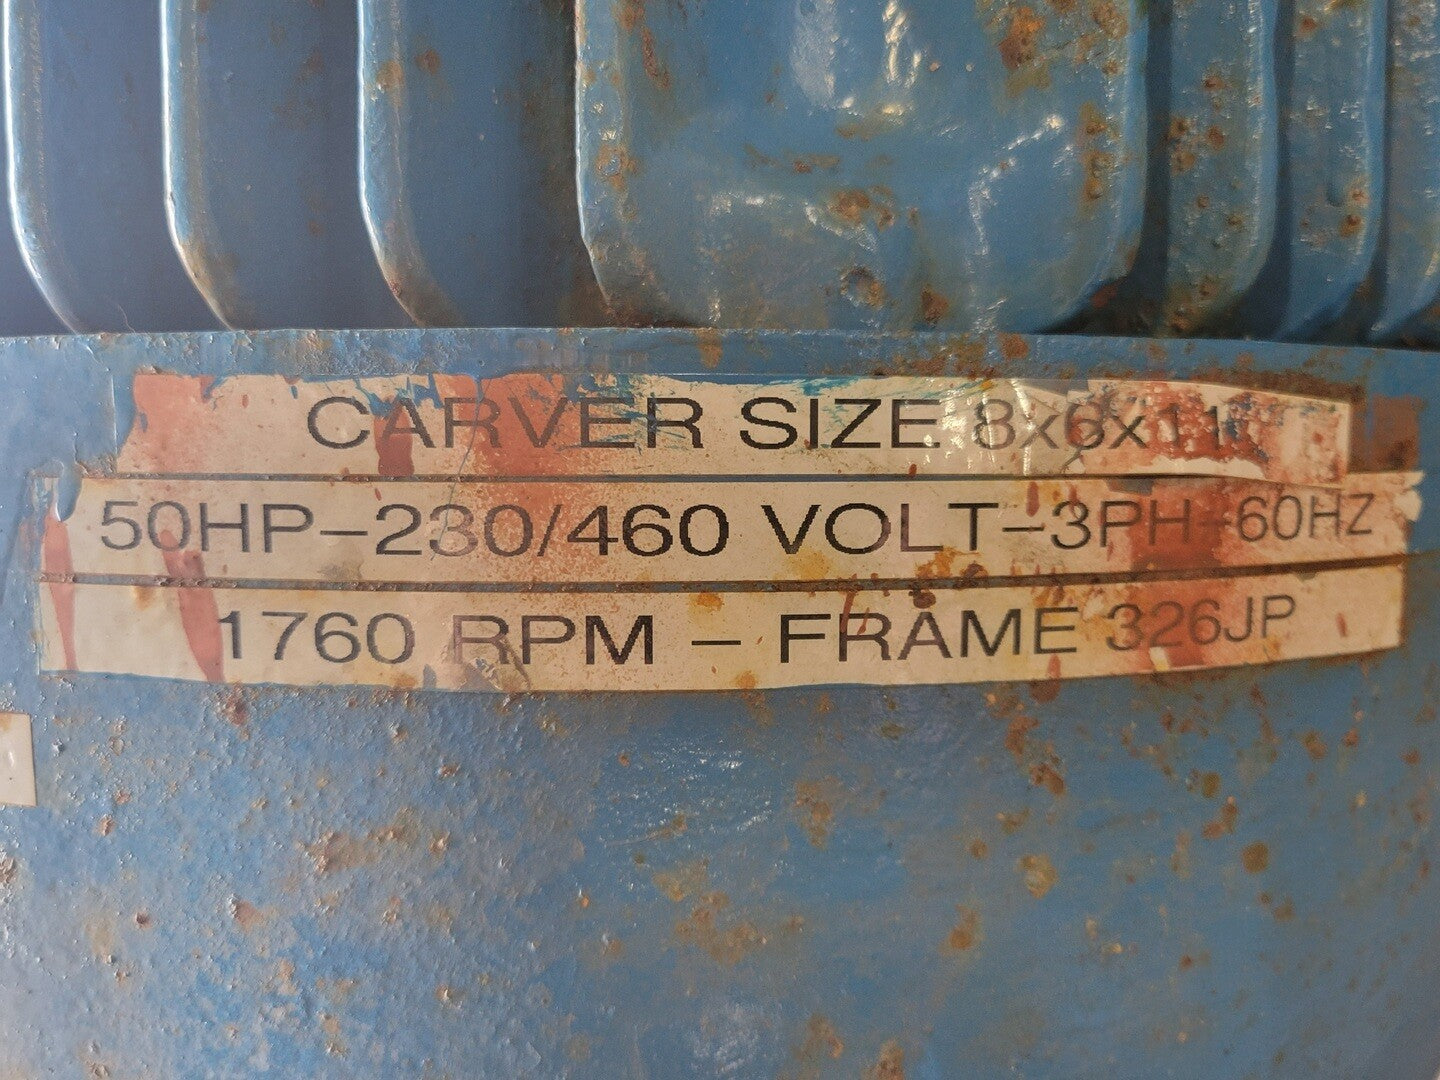 CARVER SIZE 8x6x11
50HP-230/460 VOLT-3PH-60HZ
1760 RPM - FRAME 326JP